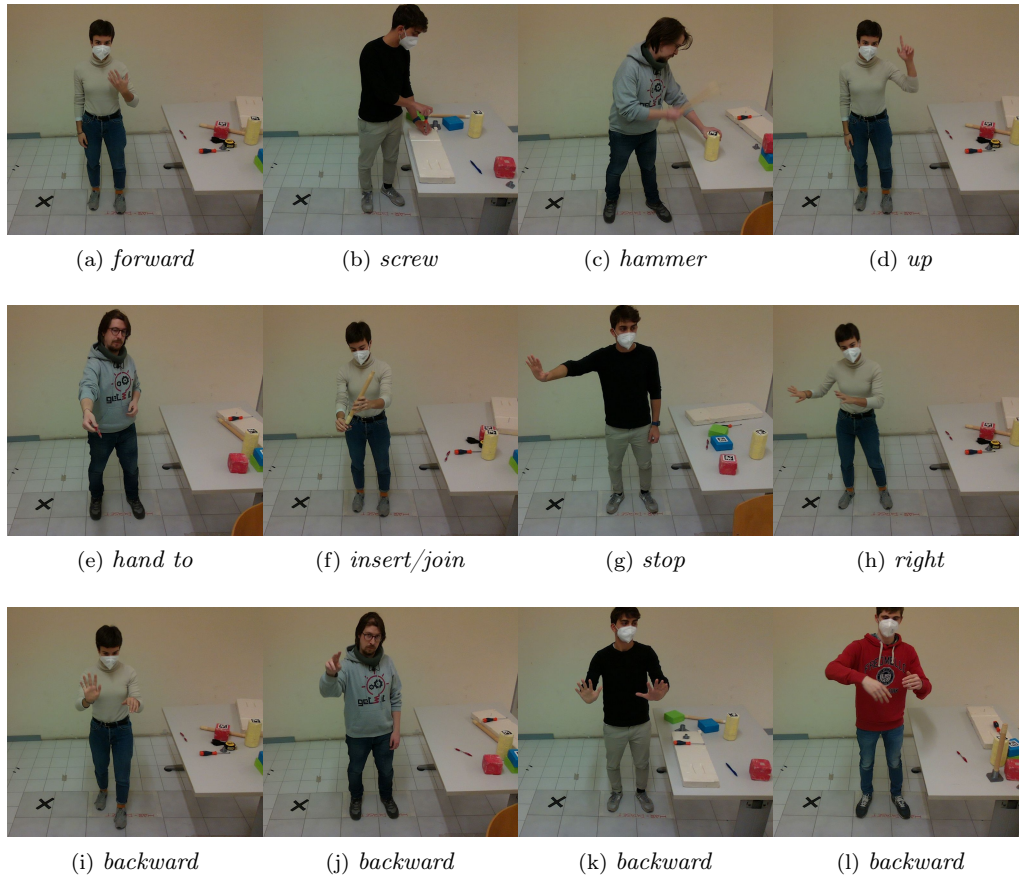 (a) forward
(b) screw
(c) hammer
(d) up
(e) hand to
(f) insert/join
(g) stop
(h) right
(i) backward
(j) backward
(k) backward
(l) backward